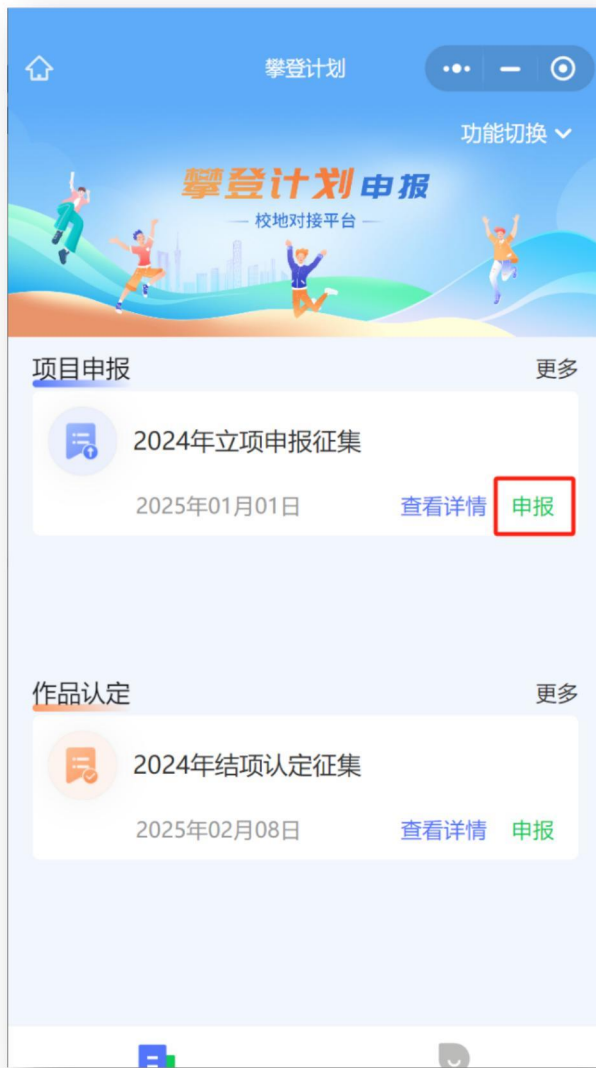 攀登计划
功能切换
攀登计划申报
校地对接平台
项目申报 更多
2024年立项申报征集
2025年01月01日 查看详情 申报
作品认定 更多
2024年结项认定征集
2025年02月08日 查看详情 申报